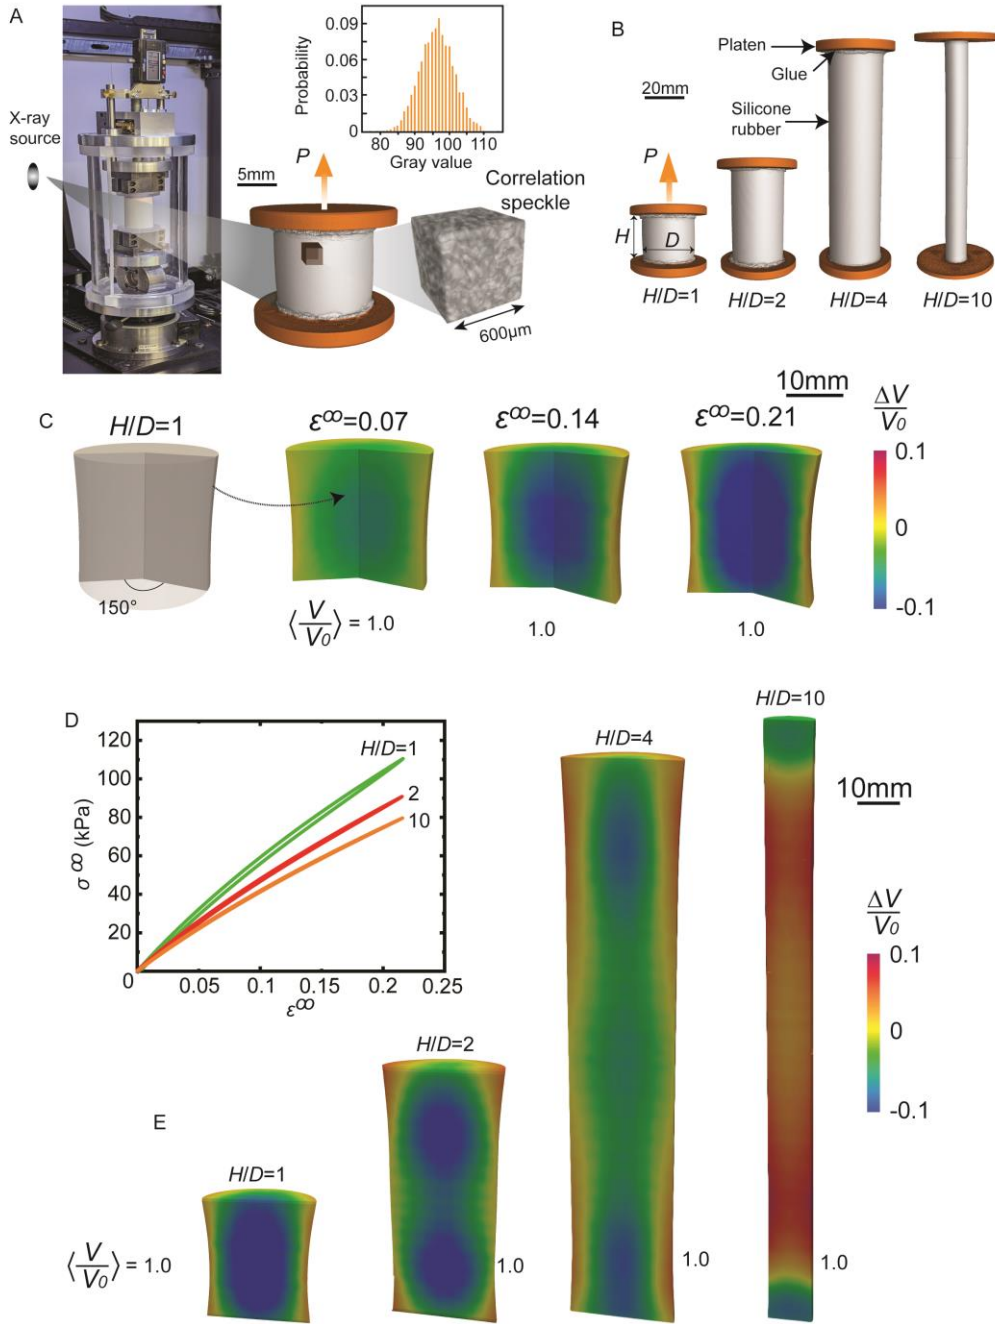 A
X-ray
source
Probability
0.09
0.06
0.03
0
80
90
100
110
Gray value
5mm
P
Correlation
speckle
600μm
B
Platen
Glue
20mm
Silicone
rubber
P
H
D
H/D=1
H/D=2
H/D=4
H/D=10
C
H/D=1
150°
ε∞=0.07
ε∞=0.14
ε∞=0.21
10mm
ΔV
V0
0.1
0
-0.1
⟨V/V0⟩ = 1.0
1.0
1.0
D
120
100
80
60
40
20
0
σ∞ (kPa)
0.05
0.1
0.15
0.2
0.25
ε∞
H/D=1
2
10
E
⟨V/V0⟩ = 1.0
H/D=1
H/D=2
1.0
H/D=4
1.0
H/D=10
1.0
10mm
ΔV
V0
0.1
0
-0.1